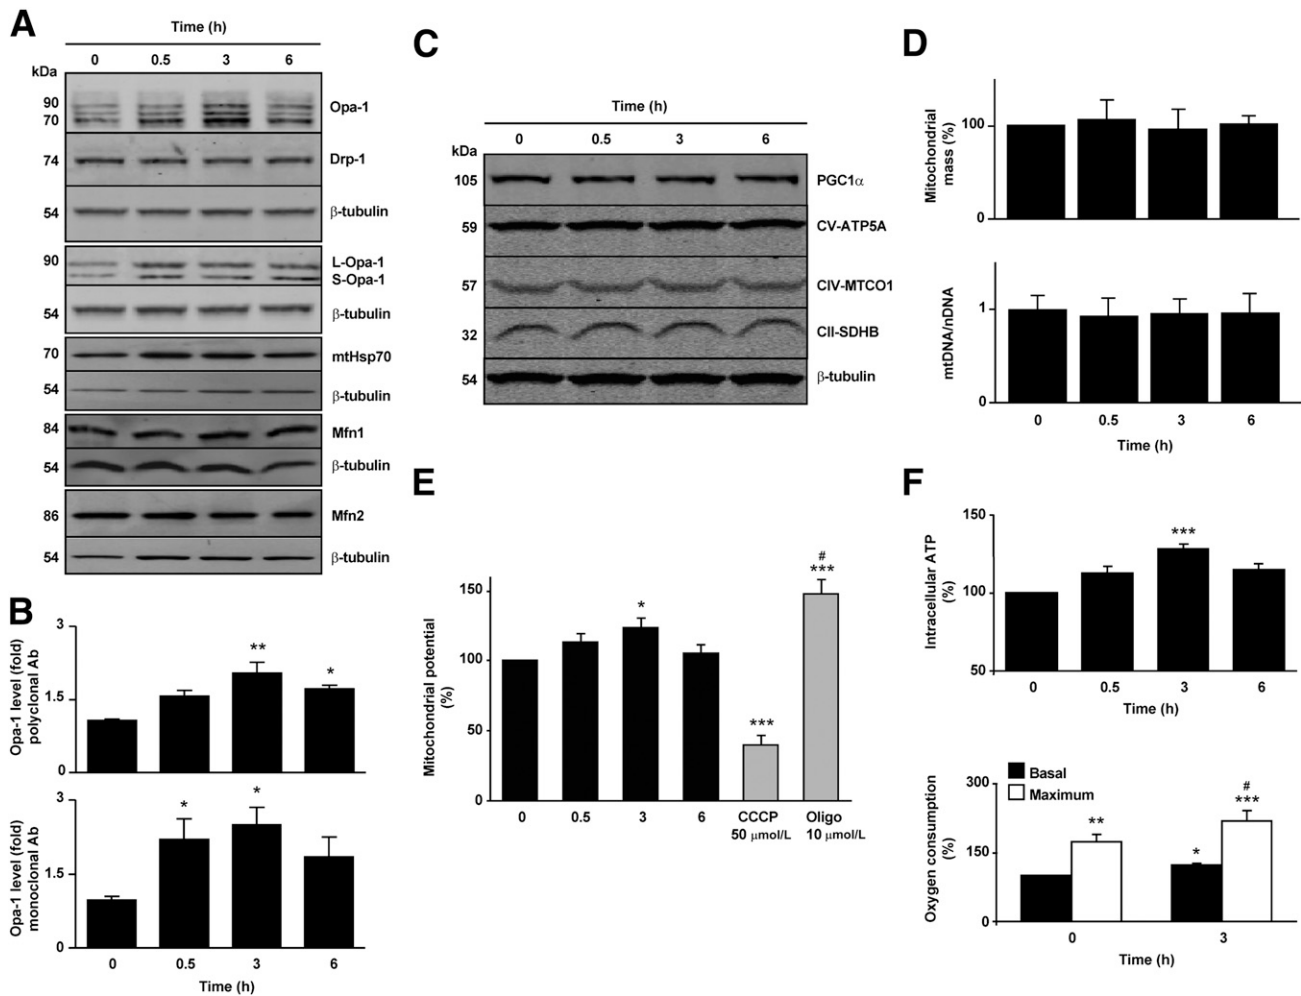 A
Time (h)
0 0.5 3 6
kDa
90
70
Opa-1
74
Drp-1
54
β-tubulin
90
L-Opa-1
S-Opa-1
54
β-tubulin
70
mtHsp70
54
β-tubulin
84
Mfn1
54
β-tubulin
86
Mfn2
54
β-tubulin
B
Opa-1 level (fold)
polyclonal Ab
3
1.5
0
**
*
Opa-1 level (fold)
monoclonal Ab
3
1.5
0
*
*
0 0.5 3 6
Time (h)
C
Time (h)
0 0.5 3 6
kDa
105
PGC1α
59
CV-ATP5A
57
CIV-MTCO1
32
CII-SDHB
54
β-tubulin
D
Mitochondrial
mass (%)
100
0
mtDNA/nDNA
1
0
0 0.5 3 6
Time (h)
E
Mitochondrial potential
(%)
150
100
50
0
*
***
#
***
0 0.5 3 6 CCCP Oligo
50 μmol/L 10 μmol/L
F
Intracellular ATP
(%)
150
100
50
***
0 0.5 3 6
Time (h)
Oxygen consumption
(%)
300
150
0
Basal
Maximum
**
*
#
***
0 3
Time (h)